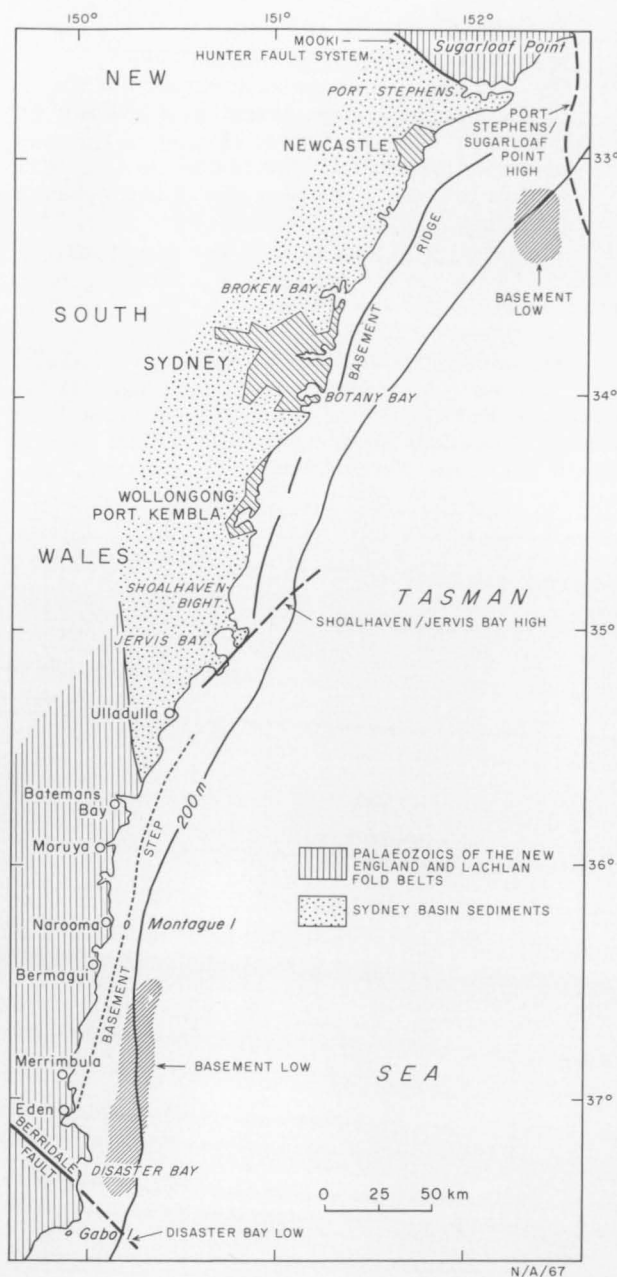 150°
151°
152°
MOOKI-
HUNTER FAULT SYSTEM
Sugarloaf Point
NEW
PORT STEPHENS
PORT
STEPHENS/
SUGARLOAF
POINT
HIGH
NEWCASTLE
33°
RIDGE
BASEMENT
BROKEN BAY
BASEMENT
LOW
SOUTH
SYDNEY
BOTANY BAY
34°
WOLLONGONG
PORT KEMBLA
WALES
SHOALHAVEN
BIGHT
TASMAN
SHOALHAVEN/JERVIS BAY HIGH
JERVIS BAY
35°
Ulladulla
200m
Batemans
Bay
STEP
PALAEOZOICS OF THE NEW
ENGLAND AND LACHLAN
FOLD BELTS
Moruya
36°
SYDNEY BASIN SEDIMENTS
Narooma
Montague I
Bermagui
BASEMENT
BASEMENT LOW
SEA
Merrimbula
Eden
37°
BERRIDALE
FAULT
DISASTER BAY
0 25 50 km
Gabo I
DISASTER BAY LOW
N/A/67